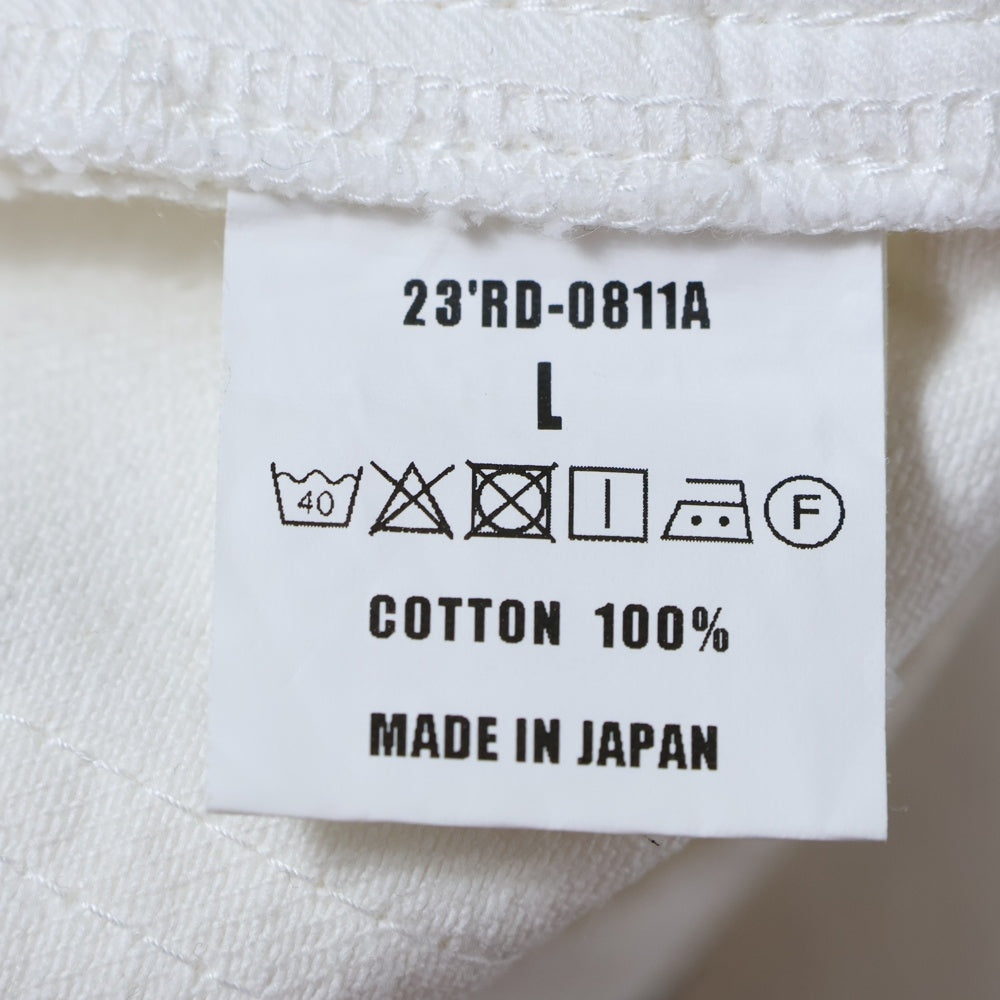 23'RD-0811A
L
40
F
COTTON 100%
MADE IN JAPAN